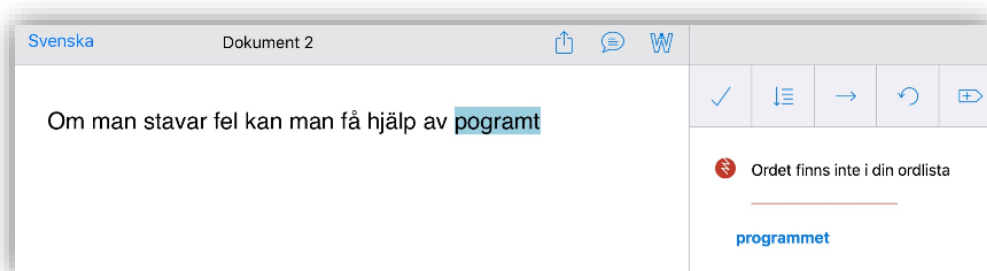 Svenska
Dokument 2
Om man stavar fel kan man få hjälp av pogramt
Ordet finns inte i din ordlista
programmet